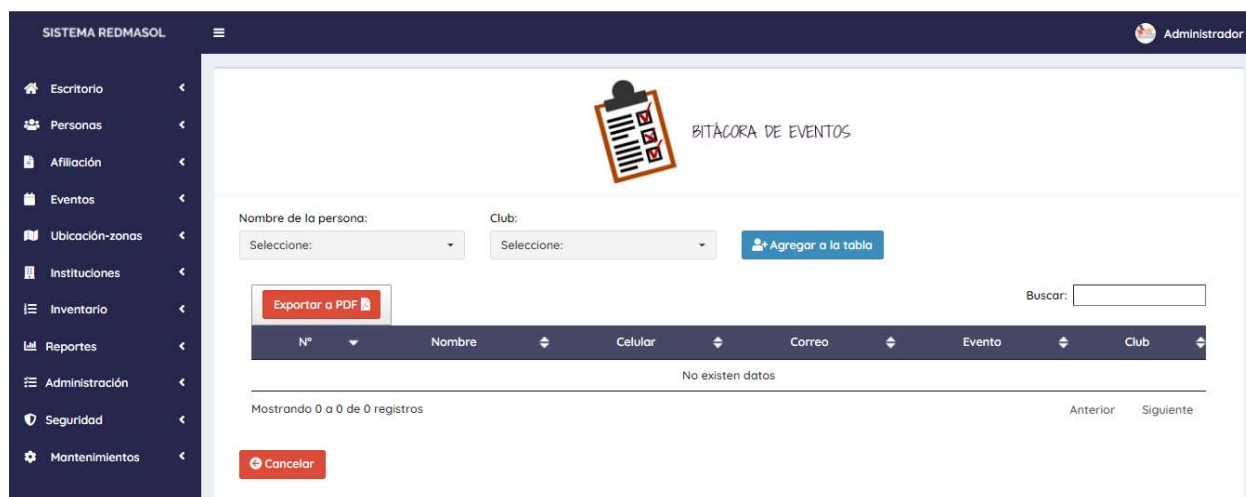 SISTEMA REDMASOL
Administrador
Escritorio
Personas
Afiliación
Eventos
Ubicación-zonas
Instituciones
Inventario
Reportes
Administración
Seguridad
Mantenimientos
BITÁCORA DE EVENTOS
Nombre de la persona: Club:
Seleccione: Seleccione: Agregar a la tabla
Exportar a PDF Buscar:
N° Nombre Celular Correo Evento Club
No existen datos
Mostrando 0 a 0 de 0 registros Anterior Siguiente
Cancelar